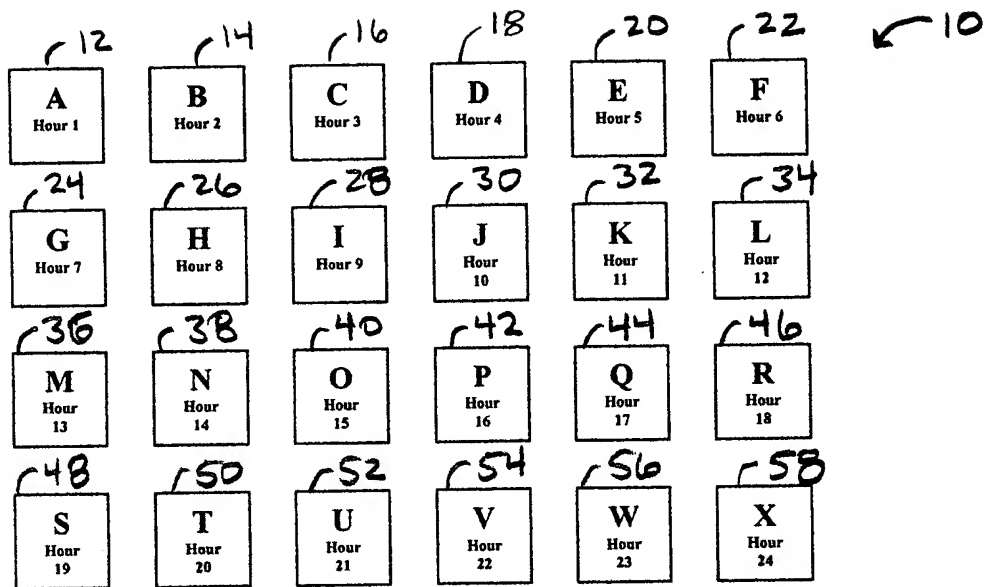 12 14 16 18 20 22 10
A B C D E F
Hour 1 Hour 2 Hour 3 Hour 4 Hour 5 Hour 6
24 26 28 30 32 34
G H I J K L
Hour 7 Hour 8 Hour 9 Hour Hour Hour
10 11 12
36 38 40 42 44 46
M N O P Q R
Hour Hour Hour Hour Hour Hour
13 14 15 16 17 18
48 50 52 54 56 58
S T U V W X
Hour Hour Hour Hour Hour Hour
19 20 21 22 23 24